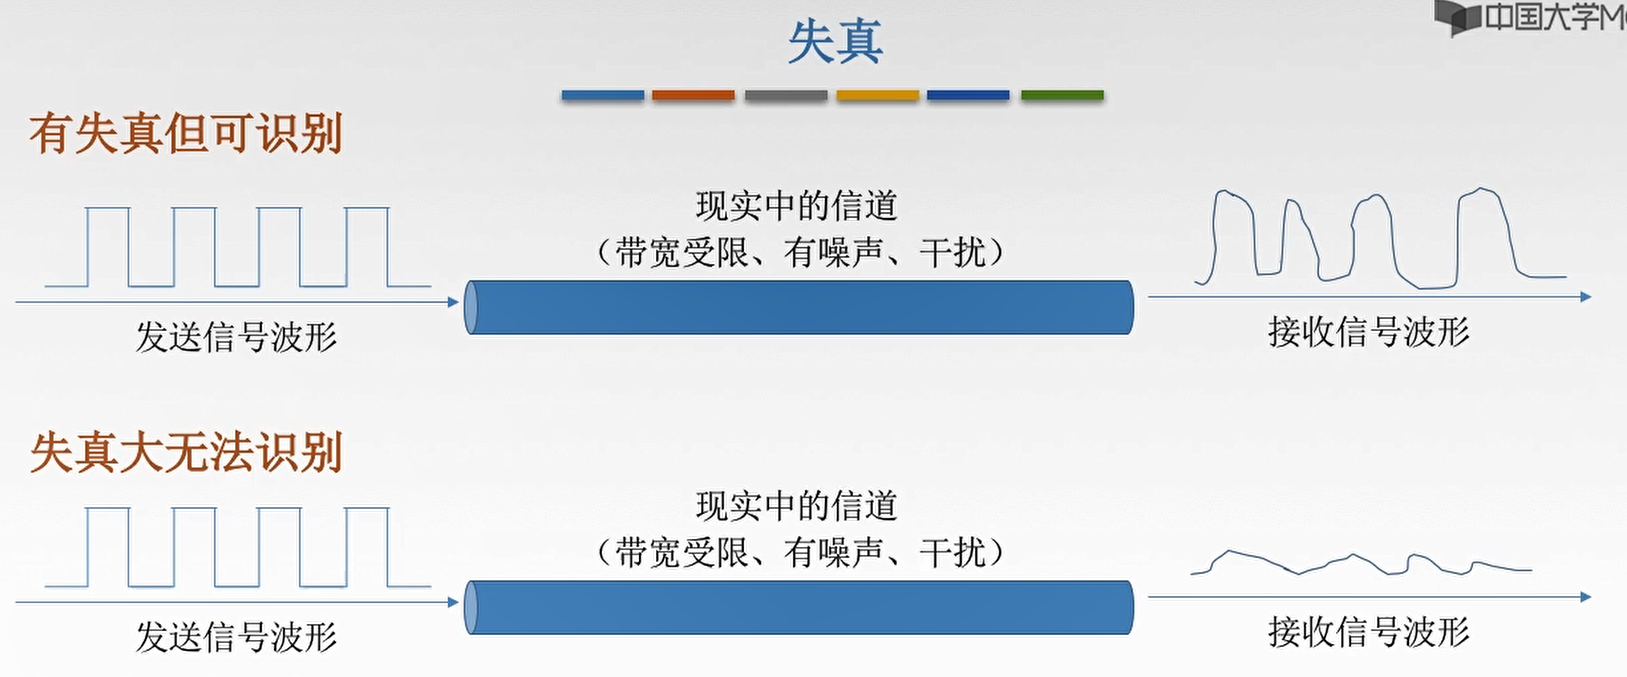 中国大学M
失真
有失真但可识别
现实中的信道
（带宽受限、有噪声、干扰）
发送信号波形
接收信号波形
失真大无法识别
现实中的信道
（带宽受限、有噪声、干扰）
发送信号波形
接收信号波形